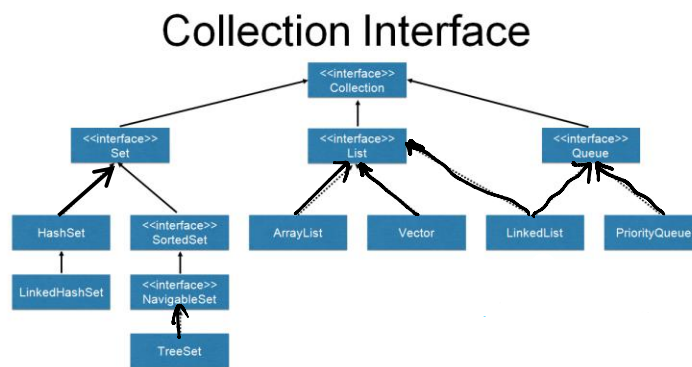 Collection Interface
<<interface>>
Collection
<<interface>>
Set
<<interface>>
List
<<interface>>
Queue
HashSet
<<interface>>
SortedSet
ArrayList
Vector
LinkedList
PriorityQueue
LinkedHashSet
<<interface>>
NavigableSet
TreeSet